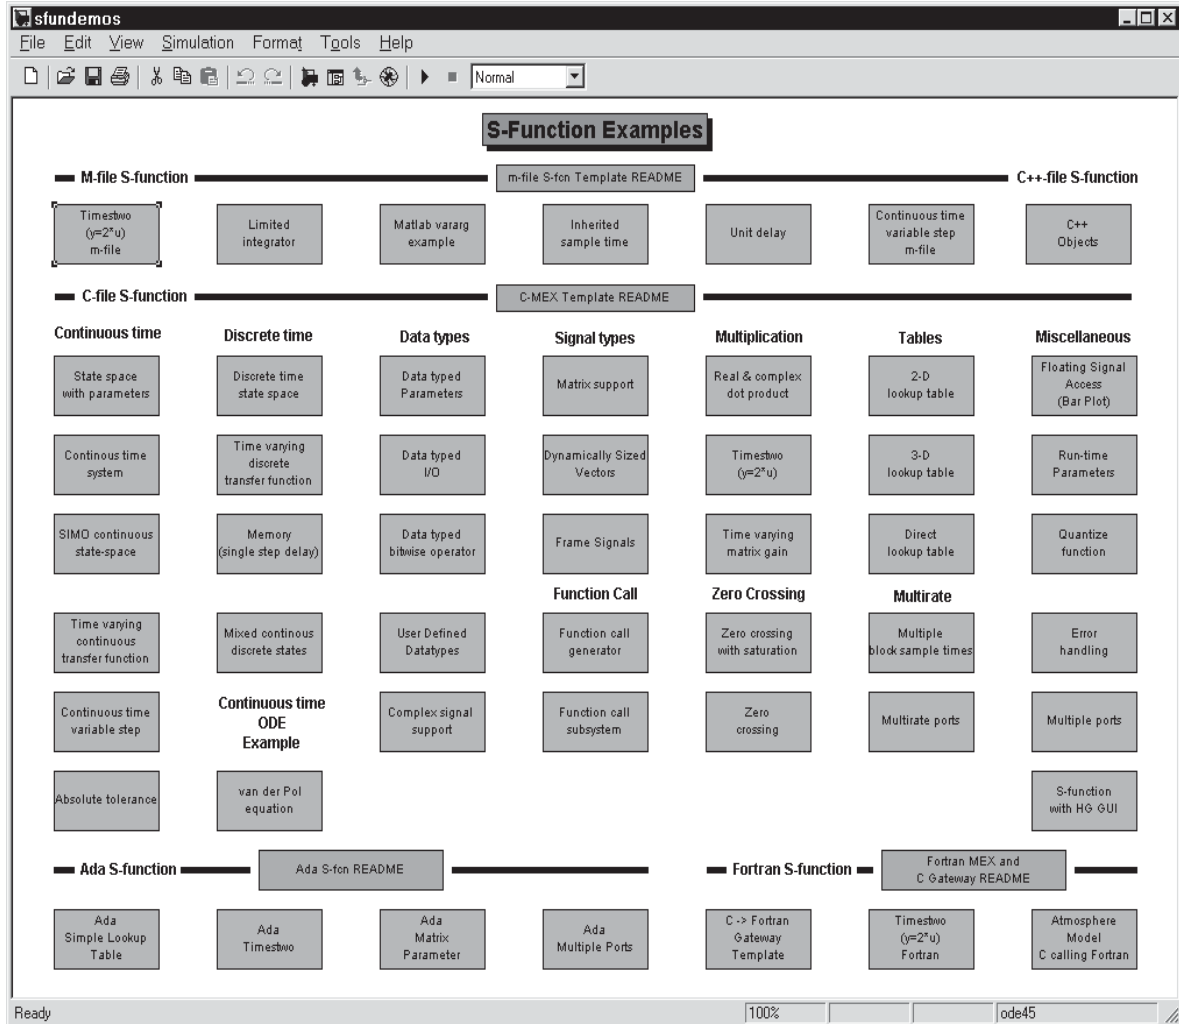 sfundemos
File Edit View Simulation Format Tools Help
Normal
S-Function Examples
M-file S-function
m-file S-fcn Template README
C++-file S-function
Timestwo
(y=2*u)
m-file
Limited
integrator
Matlab vararg
example
Inherited
sample time
Unit delay
Continuous time
variable step
m-file
C++
Objects
C-file S-function
C-MEX Template README
Continuous time
Discrete time
Data types
Signal types
Multiplication
Tables
Miscellaneous
State space
with parameters
Discrete time
state space
Data typed
Parameters
Matrix support
Real & complex
dot product
2-D
lookup table
Floating Signal
Access
(Bar Plot)
Continous time
system
Time varying
discrete
transfer function
Data typed
I/O
Dynamically Sized
Vectors
Timestwo
(y=2*u)
3-D
lookup table
Run-time
Parameters
SIMO continuous
state-space
Memory
(single step delay)
Data typed
bitwise operator
Frame Signals
Time varying
matrix gain
Direct
lookup table
Quantize
function
Function Call
Zero Crossing
Multirate
Time varying
continuous
transfer function
Mixed continous
discrete states
User Defined
Datatypes
Function call
generator
Zero crossing
with saturation
Multiple
block sample times
Error
handling
Continuous time
variable step
Continuous time
ODE
Example
Complex signal
support
Function call
subsystem
Zero
crossing
Multirate ports
Multiple ports
Absolute tolerance
van der Pol
equation
S-function
with HG GUI
Ada S-function
Ada S-fcn README
Fortran S-function
Fortran MEX and
C Gateway README
Ada
Simple Lookup
Table
Ada
Timestwo
Ada
Matrix
Parameter
Ada
Multiple Ports
C -> Fortran
Gateway
Template
Timestwo
(y=2*u)
Fortran
Atmosphere
Model
C calling Fortran
Ready
100%
ode45